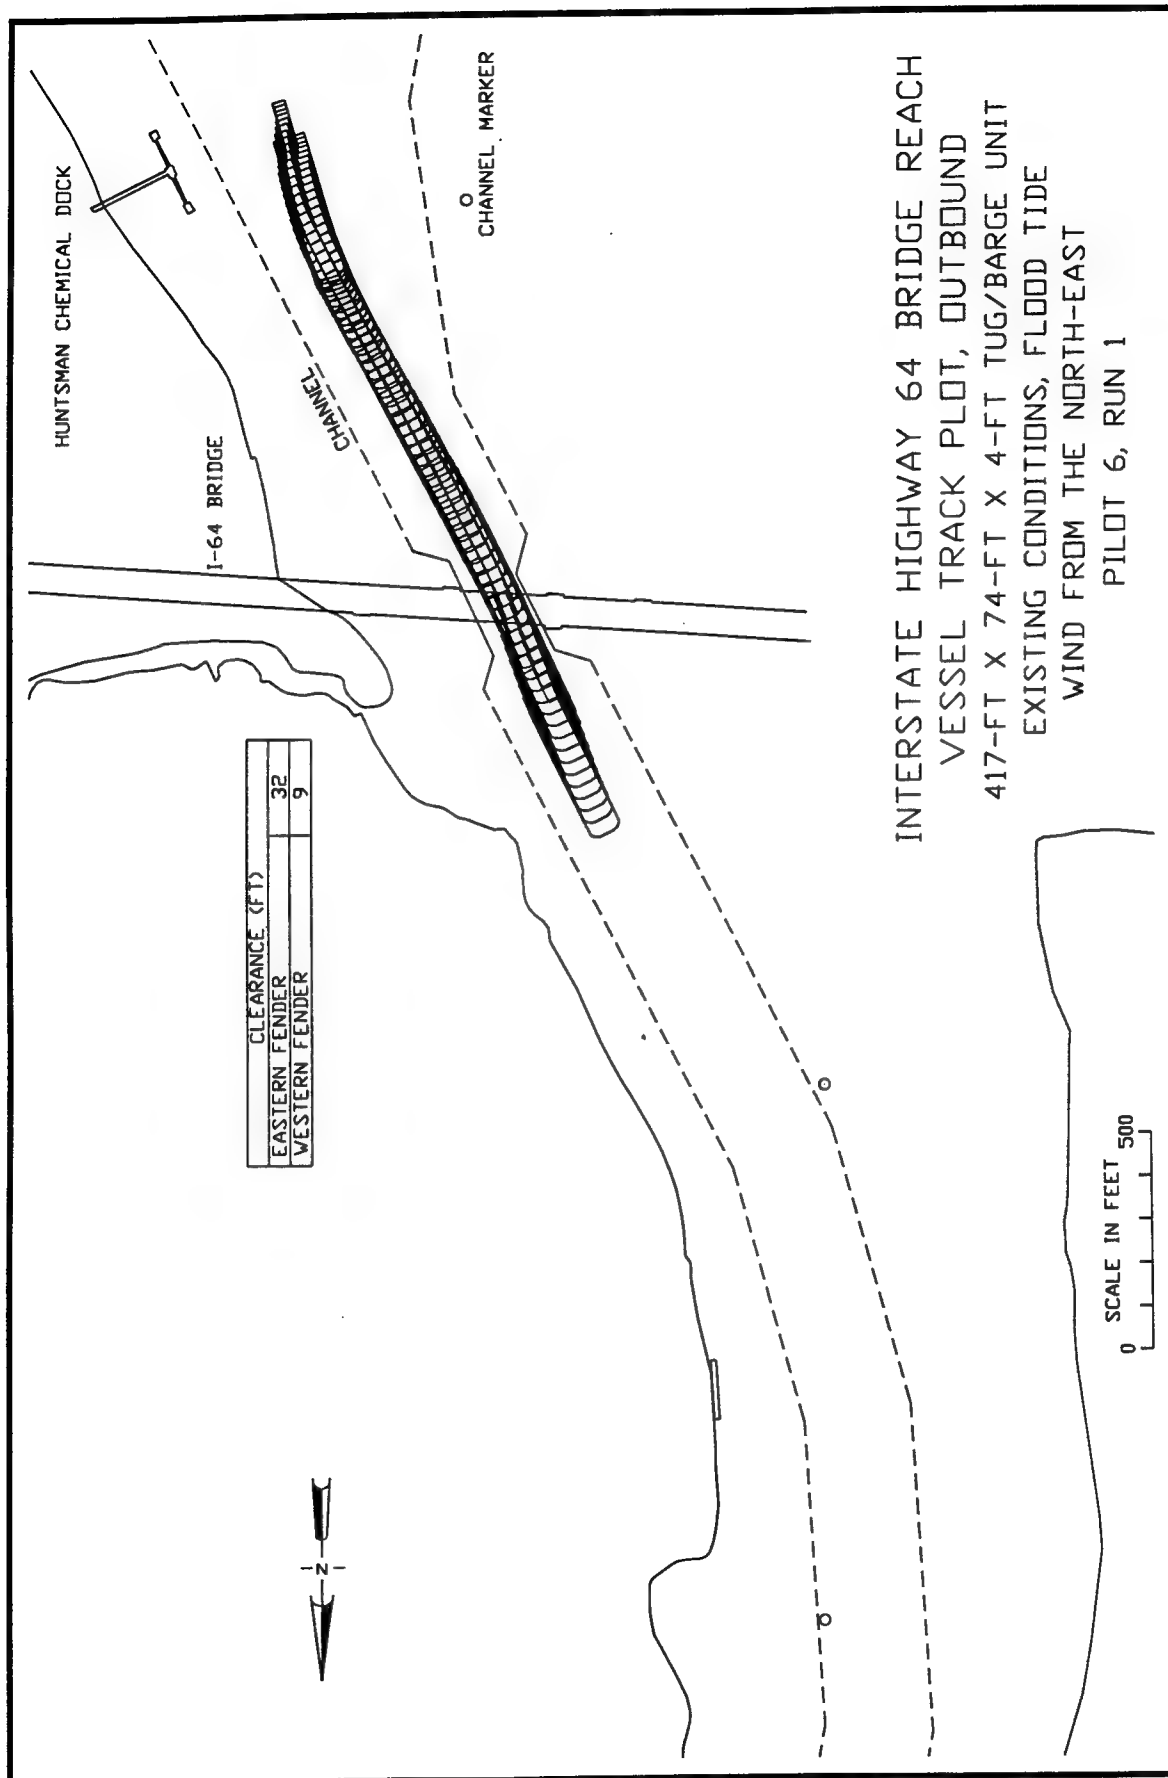 HUNTSMAN CHEMICAL DOCK
CHANNEL MARKER
CHANNEL
I-64 BRIDGE
CLEARANCE (FT)
EASTERN FENDER 32
WESTERN FENDER 9
N
SCALE IN FEET
0 500
INTERSTATE HIGHWAY 64 BRIDGE REACH
VESSEL TRACK PLOT, OUTBOUND
417-FT X 74-FT X 4-FT TUG/BARGE UNIT
EXISTING CONDITIONS, FLOOD TIDE
WIND FROM THE NORTH-EAST
PILOT 6, RUN 1